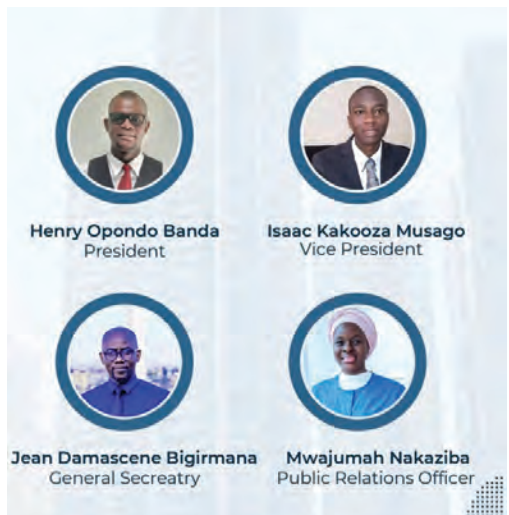 Henry Opondo Banda
President
Isaac Kakooza Musago
Vice President
Jean Damascene Bigirmana
General Secreatry
Mwajumah Nakaziba
Public Relations Officer